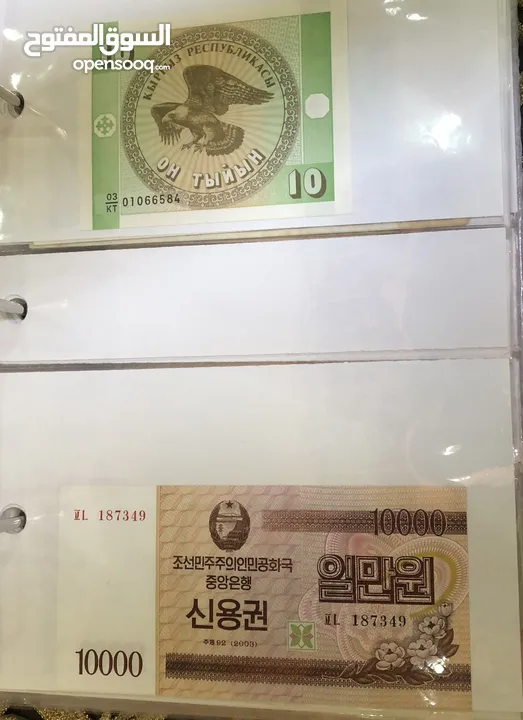 السوق المفتوح
opensooq.com
КЫРГЫЗ РЕСПУБЛИКАСЫ
ОН ТЫЙЫН
03/КТ 01066584
10
187349
10000
조선민주주의인민공화국
중앙은행
일만원
신용권
187349
주체92 (2003)
10000